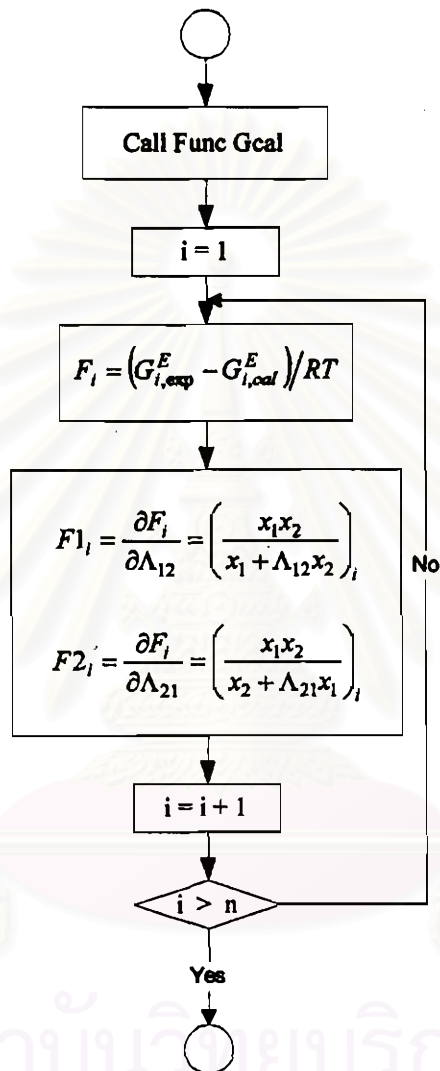 Call Func Gcal
i = 1
F_i = (G^E_{i,exp} − G^E_{i,cal})/RT
F1_i = ∂F_i/∂Λ_12 = (x_1x_2/(x_1 + Λ_12x_2))_i
No
F2_i = ∂F_i/∂Λ_21 = (x_1x_2/(x_2 + Λ_21x_1))_i
i = i + 1
i > n
Yes